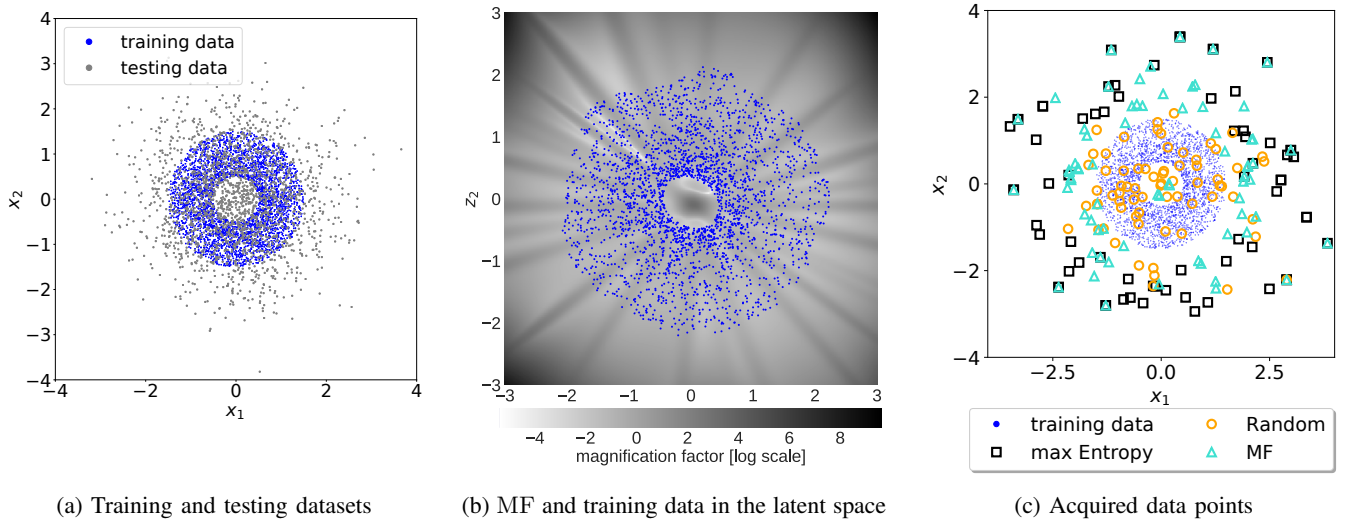 4
3
2
1
0
−1
−2
−3
−4
x₂
training data
testing data
−4
−2
0
2
4
x₁
3
2
1
0
−1
−2
−3
z₂
−3
−2
−1
0
1
2
3
−4
−2
0
2
4
6
8
magnification factor [log scale]
4
2
0
−2
−4
x₂
−2.5
0.0
2.5
x₁
training data
Random
max Entropy
MF
(a) Training and testing datasets
(b) MF and training data in the latent space
(c) Acquired data points